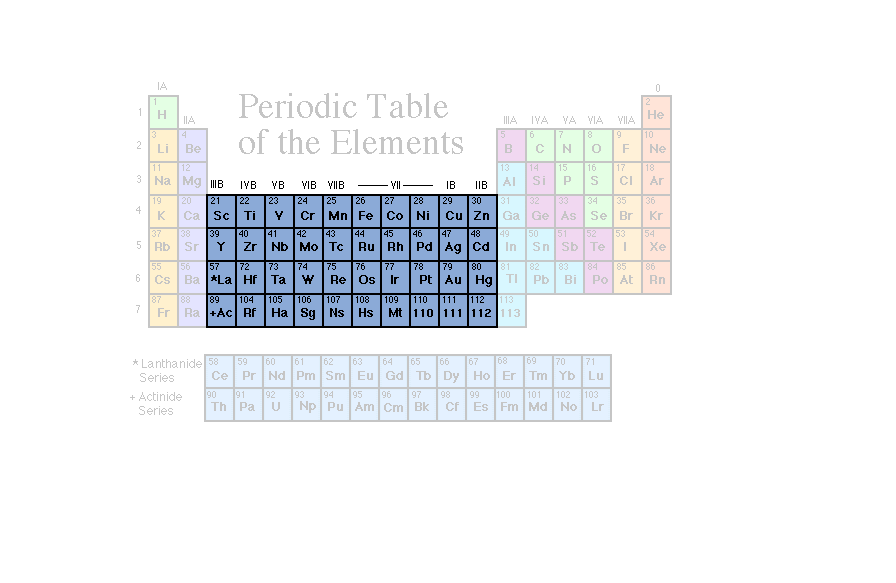 IA
0
1
1
H
Periodic Table
of the Elements
2
He
IIA
IIIA IVA VA VIA VIIA
2
3 4 5 6 7 8 9 10
Li Be B C N O F Ne
3
11 12 13 14 15 16 17 18
Na Mg Al Si P S Cl Ar
IIIB IVB VB VIB VIIB VII IB IIB
4
19 20 21 22 23 24 25 26 27 28 29 30 31 32 33 34 35 36
K Ca Sc Ti V Cr Mn Fe Co Ni Cu Zn Ga Ge As Se Br Kr
5
37 38 39 40 41 42 43 44 45 46 47 48 49 50 51 52 53 54
Rb Sr Y Zr Nb Mo Tc Ru Rh Pd Ag Cd In Sn Sb Te I Xe
6
55 56 57 72 73 74 75 76 77 78 79 80 81 82 83 84 85 86
Cs Ba *La Hf Ta W Re Os Ir Pt Au Hg Tl Pb Bi Po At Rn
7
87 88 89 104 105 106 107 108 109 110 111 112 113
Fr Ra +Ac Rf Ha Sg Ns Hs Mt 110 111 112 113
* Lanthanide
Series
58 59 60 61 62 63 64 65 66 67 68 69 70 71
Ce Pr Nd Pm Sm Eu Gd Tb Dy Ho Er Tm Yb Lu
+ Actinide
Series
90 91 92 93 94 95 96 97 98 99 100 101 102 103
Th Pa U Np Pu Am Cm Bk Cf Es Fm Md No Lr